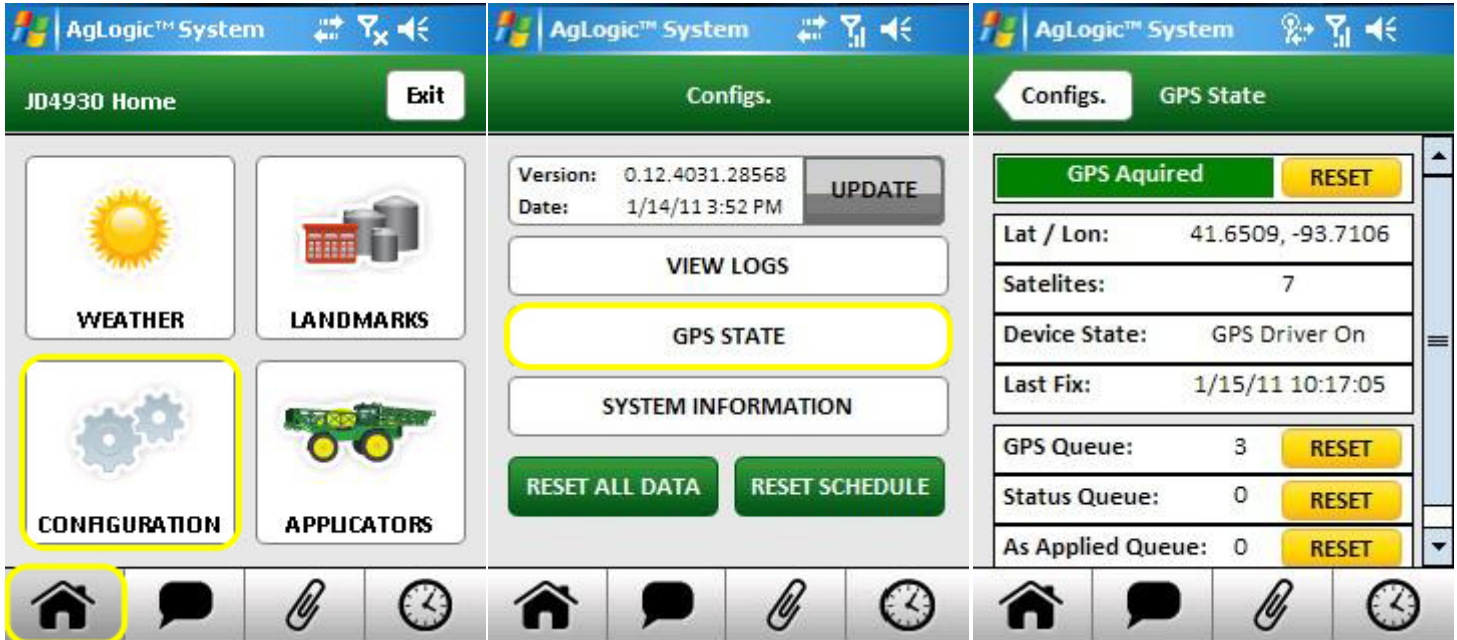 AgLogic™ System
JD4930 Home
Exit
WEATHER
LANDMARKS
CONFIGURATION
APPLICATORS
AgLogic™ System
Configs.
Version: 0.12.4031.28568
Date: 1/14/11 3:52 PM
UPDATE
VIEW LOGS
GPS STATE
SYSTEM INFORMATION
RESET ALL DATA
RESET SCHEDULE
AgLogic™ System
Configs.
GPS State
GPS Aquired
RESET
Lat / Lon: 41.6509, -93.7106
Satelites: 7
Device State: GPS Driver On
Last Fix: 1/15/11 10:17:05
GPS Queue: 3 RESET
Status Queue: 0 RESET
As Applied Queue: 0 RESET